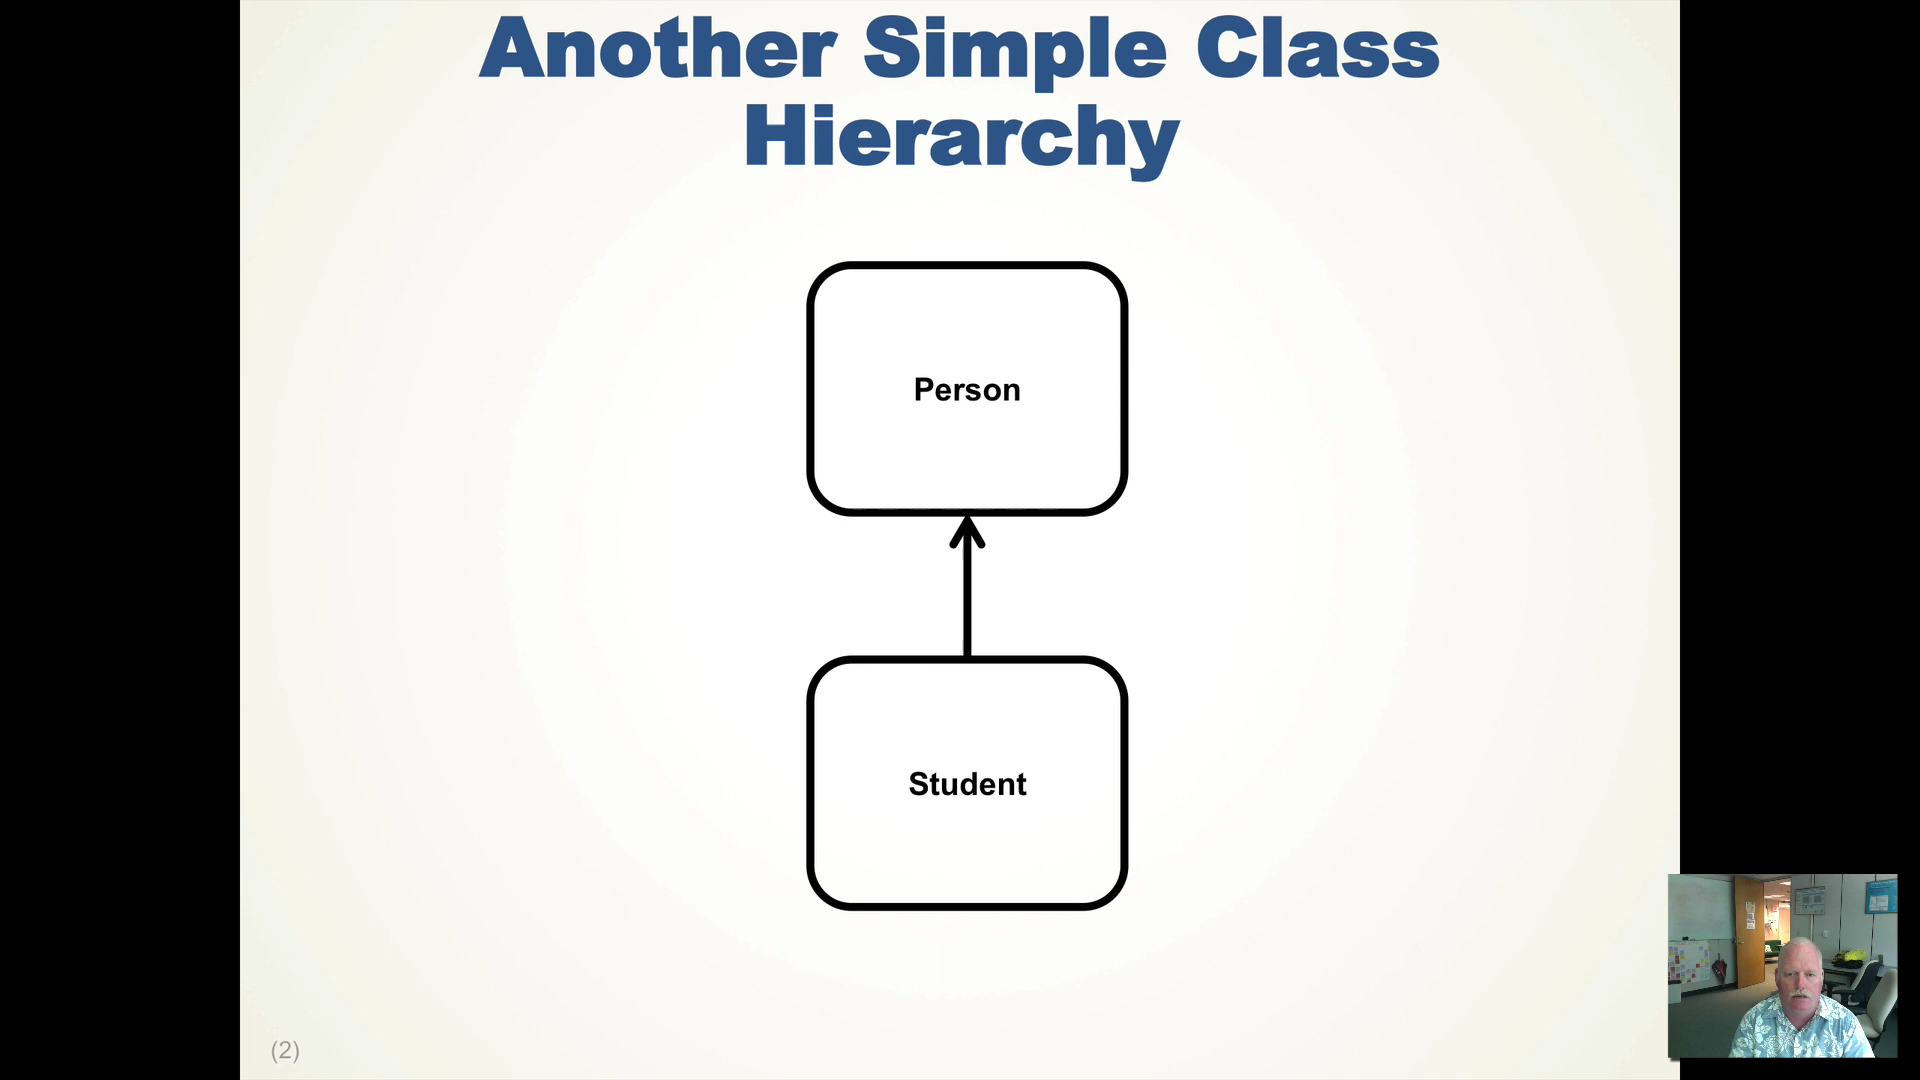 Another Simple Class
Hierarchy
Person
Student
(2)